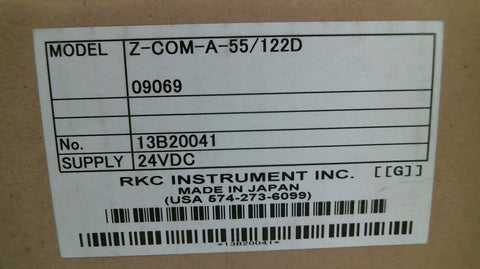 MODEL Z-COM-A-55/122D
09069
No. 13B20041
SUPPLY 24VDC
RKC INSTRUMENT INC. [[G]]
MADE IN JAPAN
(USA 574-273-6099)
*13B20041*